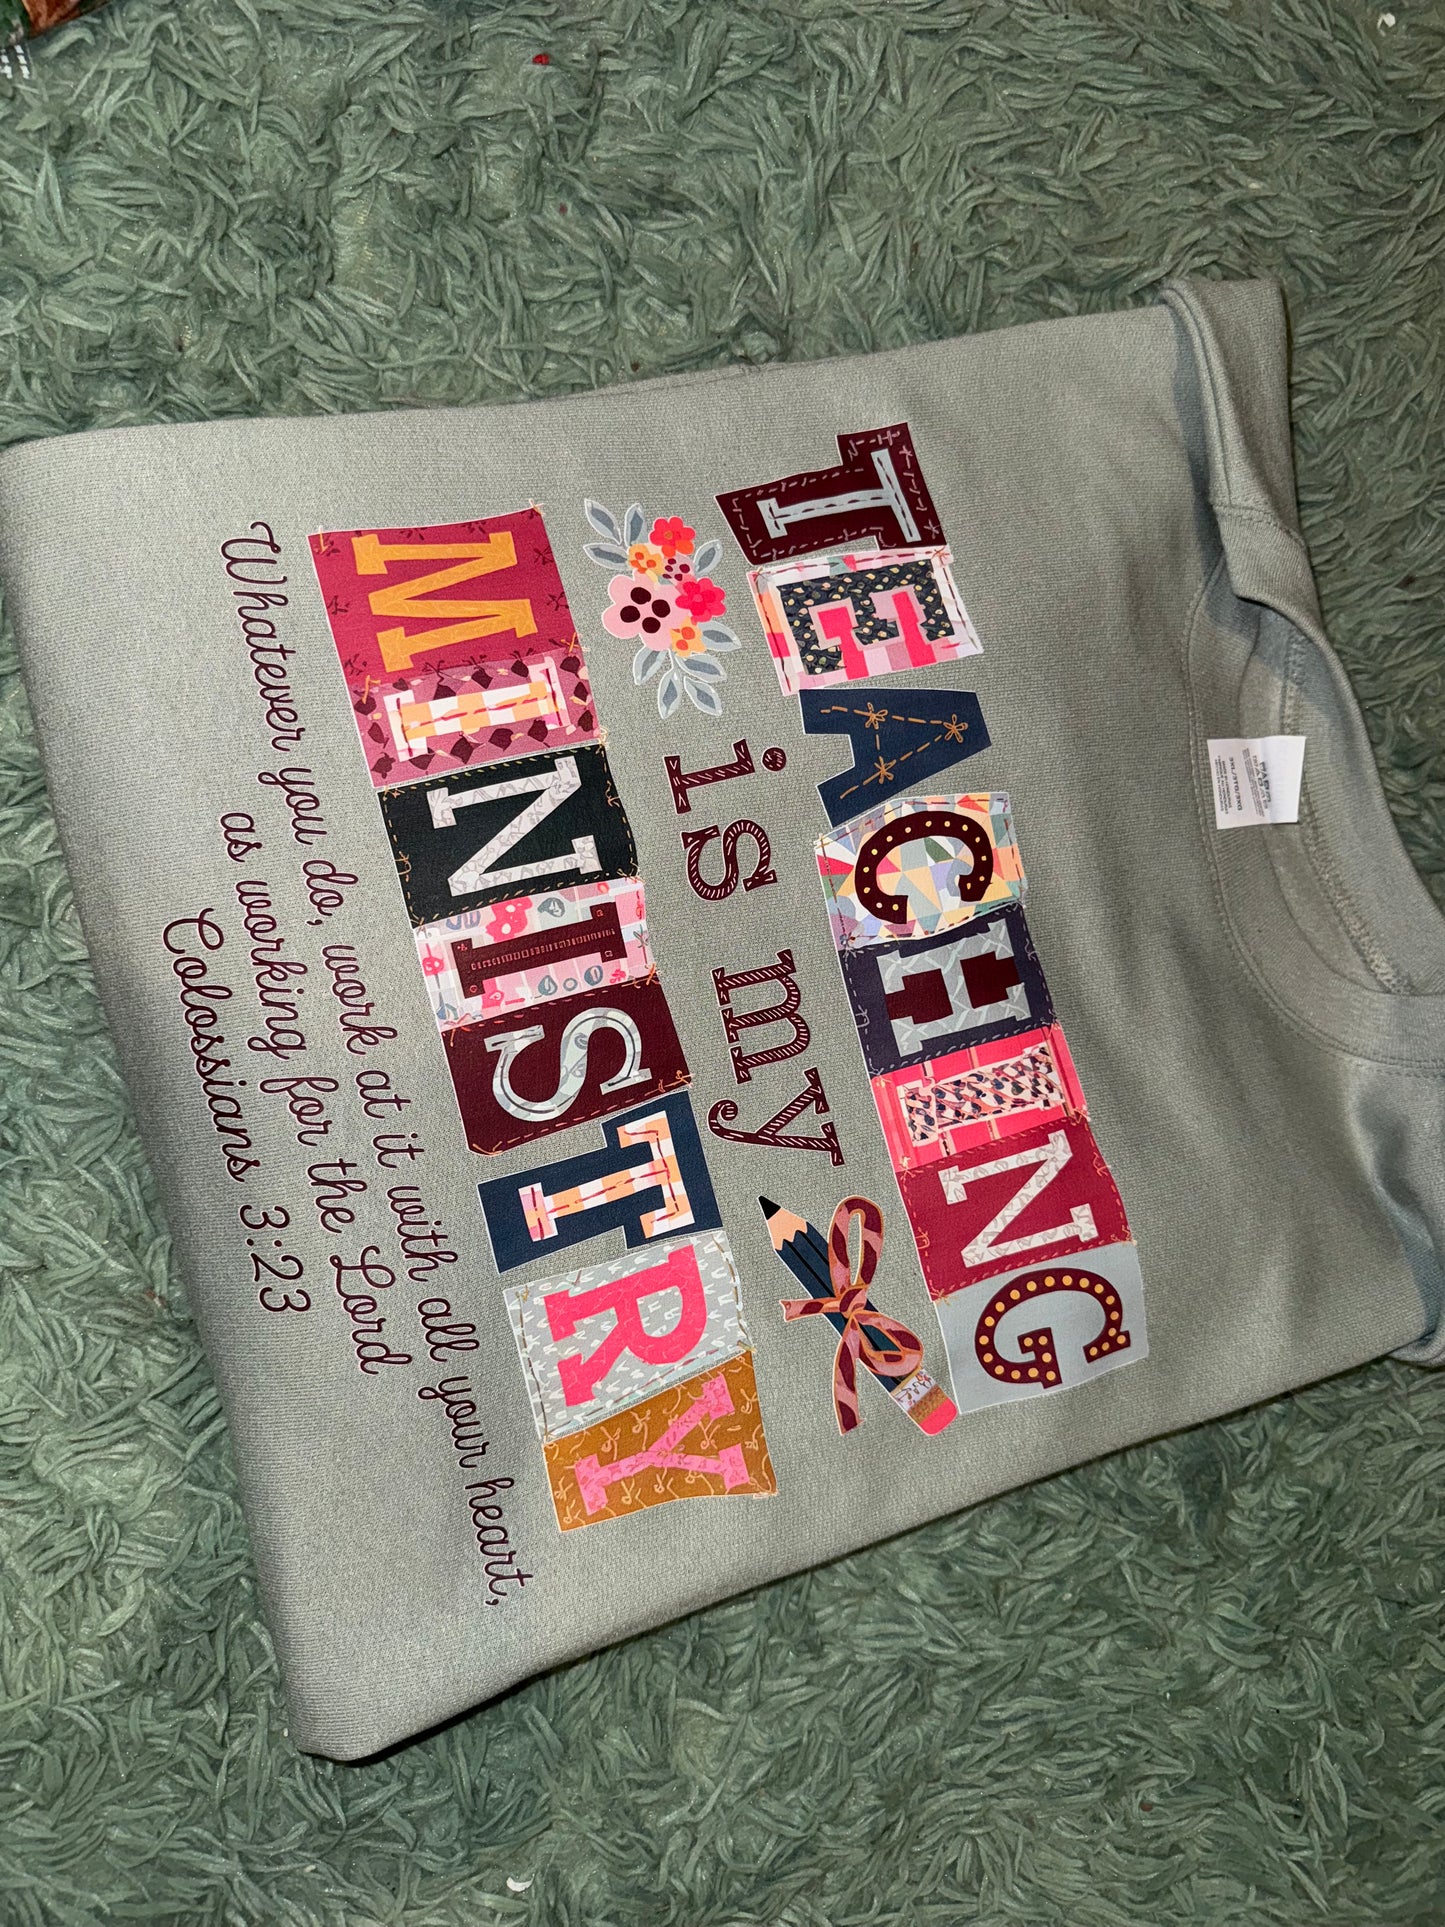 TEACHING
is my
MINISTRY
Whatever you do, work at it with all your heart,
as working for the Lord
Colossians 3:23